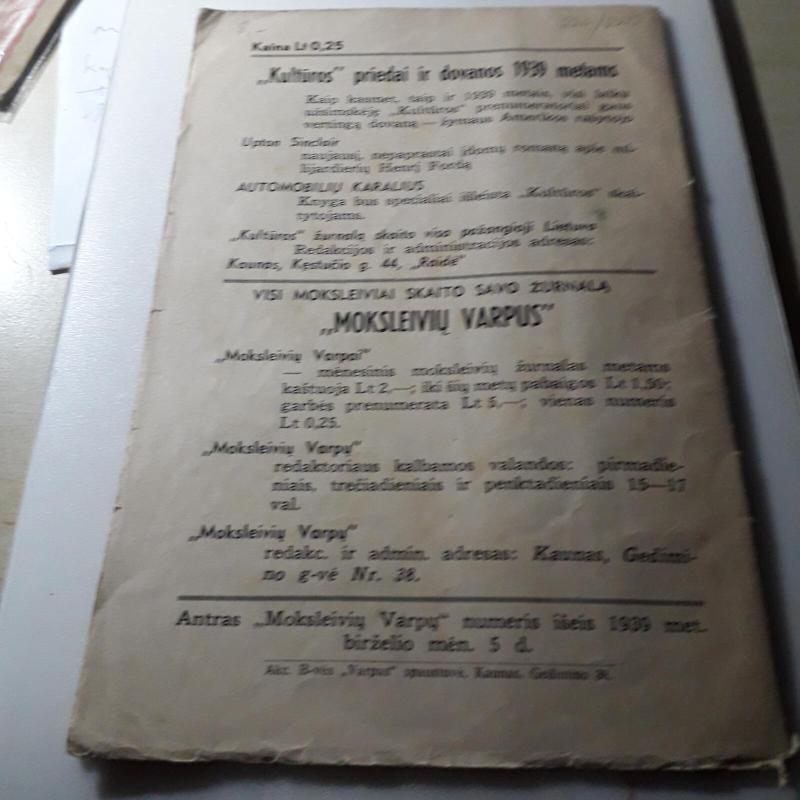 Kaina Lt 0,25
„Kultūros" priedai ir dovanos 1939 metams
Kaip kasmet, taip ir 1939 metais, visi laiku
užsisakę „Kultūros" prenumeratoriai gaus
vertingą dovaną — žymaus Amerikos rašytojo
Upton Sinclair
naujausį, nepaprastai įdomų romaną apie mi-
lijardierių Henrį Fordą
AUTOMOBILIŲ KARALIUS
Knyga bus specialiai išleista „Kultūros" skai-
tytojams.
„Kultūros" žurnalą skaito visa pažangioji Lietuva
Redakcijos ir administracijos adresas:
Kaunas, Kęstučio g. 44, „Raidė"
VISI MOKSLEIVIAI SKAITO SAVO ŽURNALĄ
„MOKSLEIVIŲ VARPUS"
„Moksleivių Varpai"
— mėnesinis moksleivių žurnalas metams
kaštuoja Lt 2,—; iki šių metų pabaigos Lt 1,50;
garbės prenumerata Lt 5,—; vienas numeris
Lt 0,25.
„Moksleivių Varpų"
redaktoriaus kalbamos valandos: pirmadie-
niais, trečiadieniais ir penktadieniais 15—17
val.
„Moksleivių Varpų"
redakc. ir admin. adresas: Kaunas, Gedimi-
no g-vė Nr. 38.
Antras „Moksleivių Varpų" numeris išeis 1939 met.
birželio mėn. 5 d.
Akc. B-vės „Varpas" spaustuvė, Kaunas, Gedimino 38.